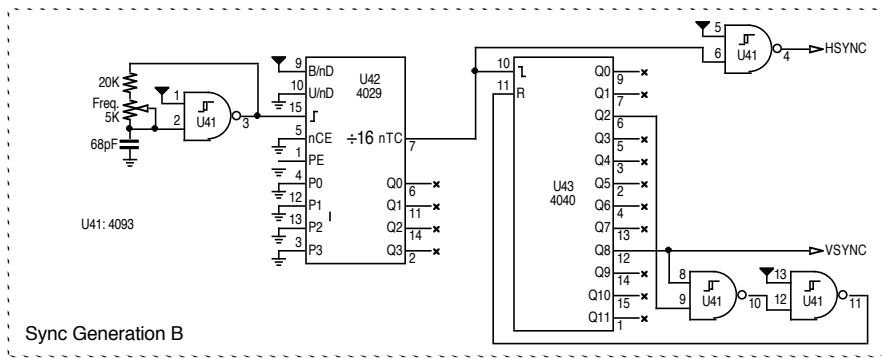 20K
Freq.
5K
68pF
1
2
3
U41
U41: 4093
U42
4029
9 B/nD
10 U/nD
15
5 nCE
1 PE
4 P0
12 P1
13 P2
3 P3
÷16 nTC
7
Q0
6
Q1
11
Q2
14
Q3
2
10
11 R
U43
4040
Q0
9
Q1
7
Q2
6
Q3
5
Q4
3
Q5
2
Q6
4
Q7
13
Q8
12
Q9
14
Q10
15
Q11
1
5
6
U41
4
HSYNC
VSYNC
8
9
U41
10
13
12
U41
11
Sync Generation B